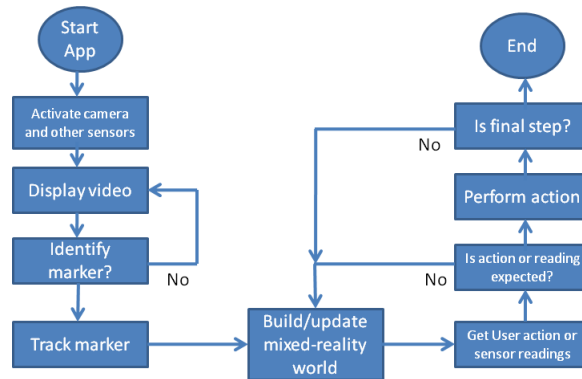 Start
App
Activate camera
and other sensors
Display video
Identify
marker?
No
Track marker
Build/update
mixed-reality
world
Get User action or
sensor readings
Is action or reading
expected?
No
Perform action
Is final step?
No
End